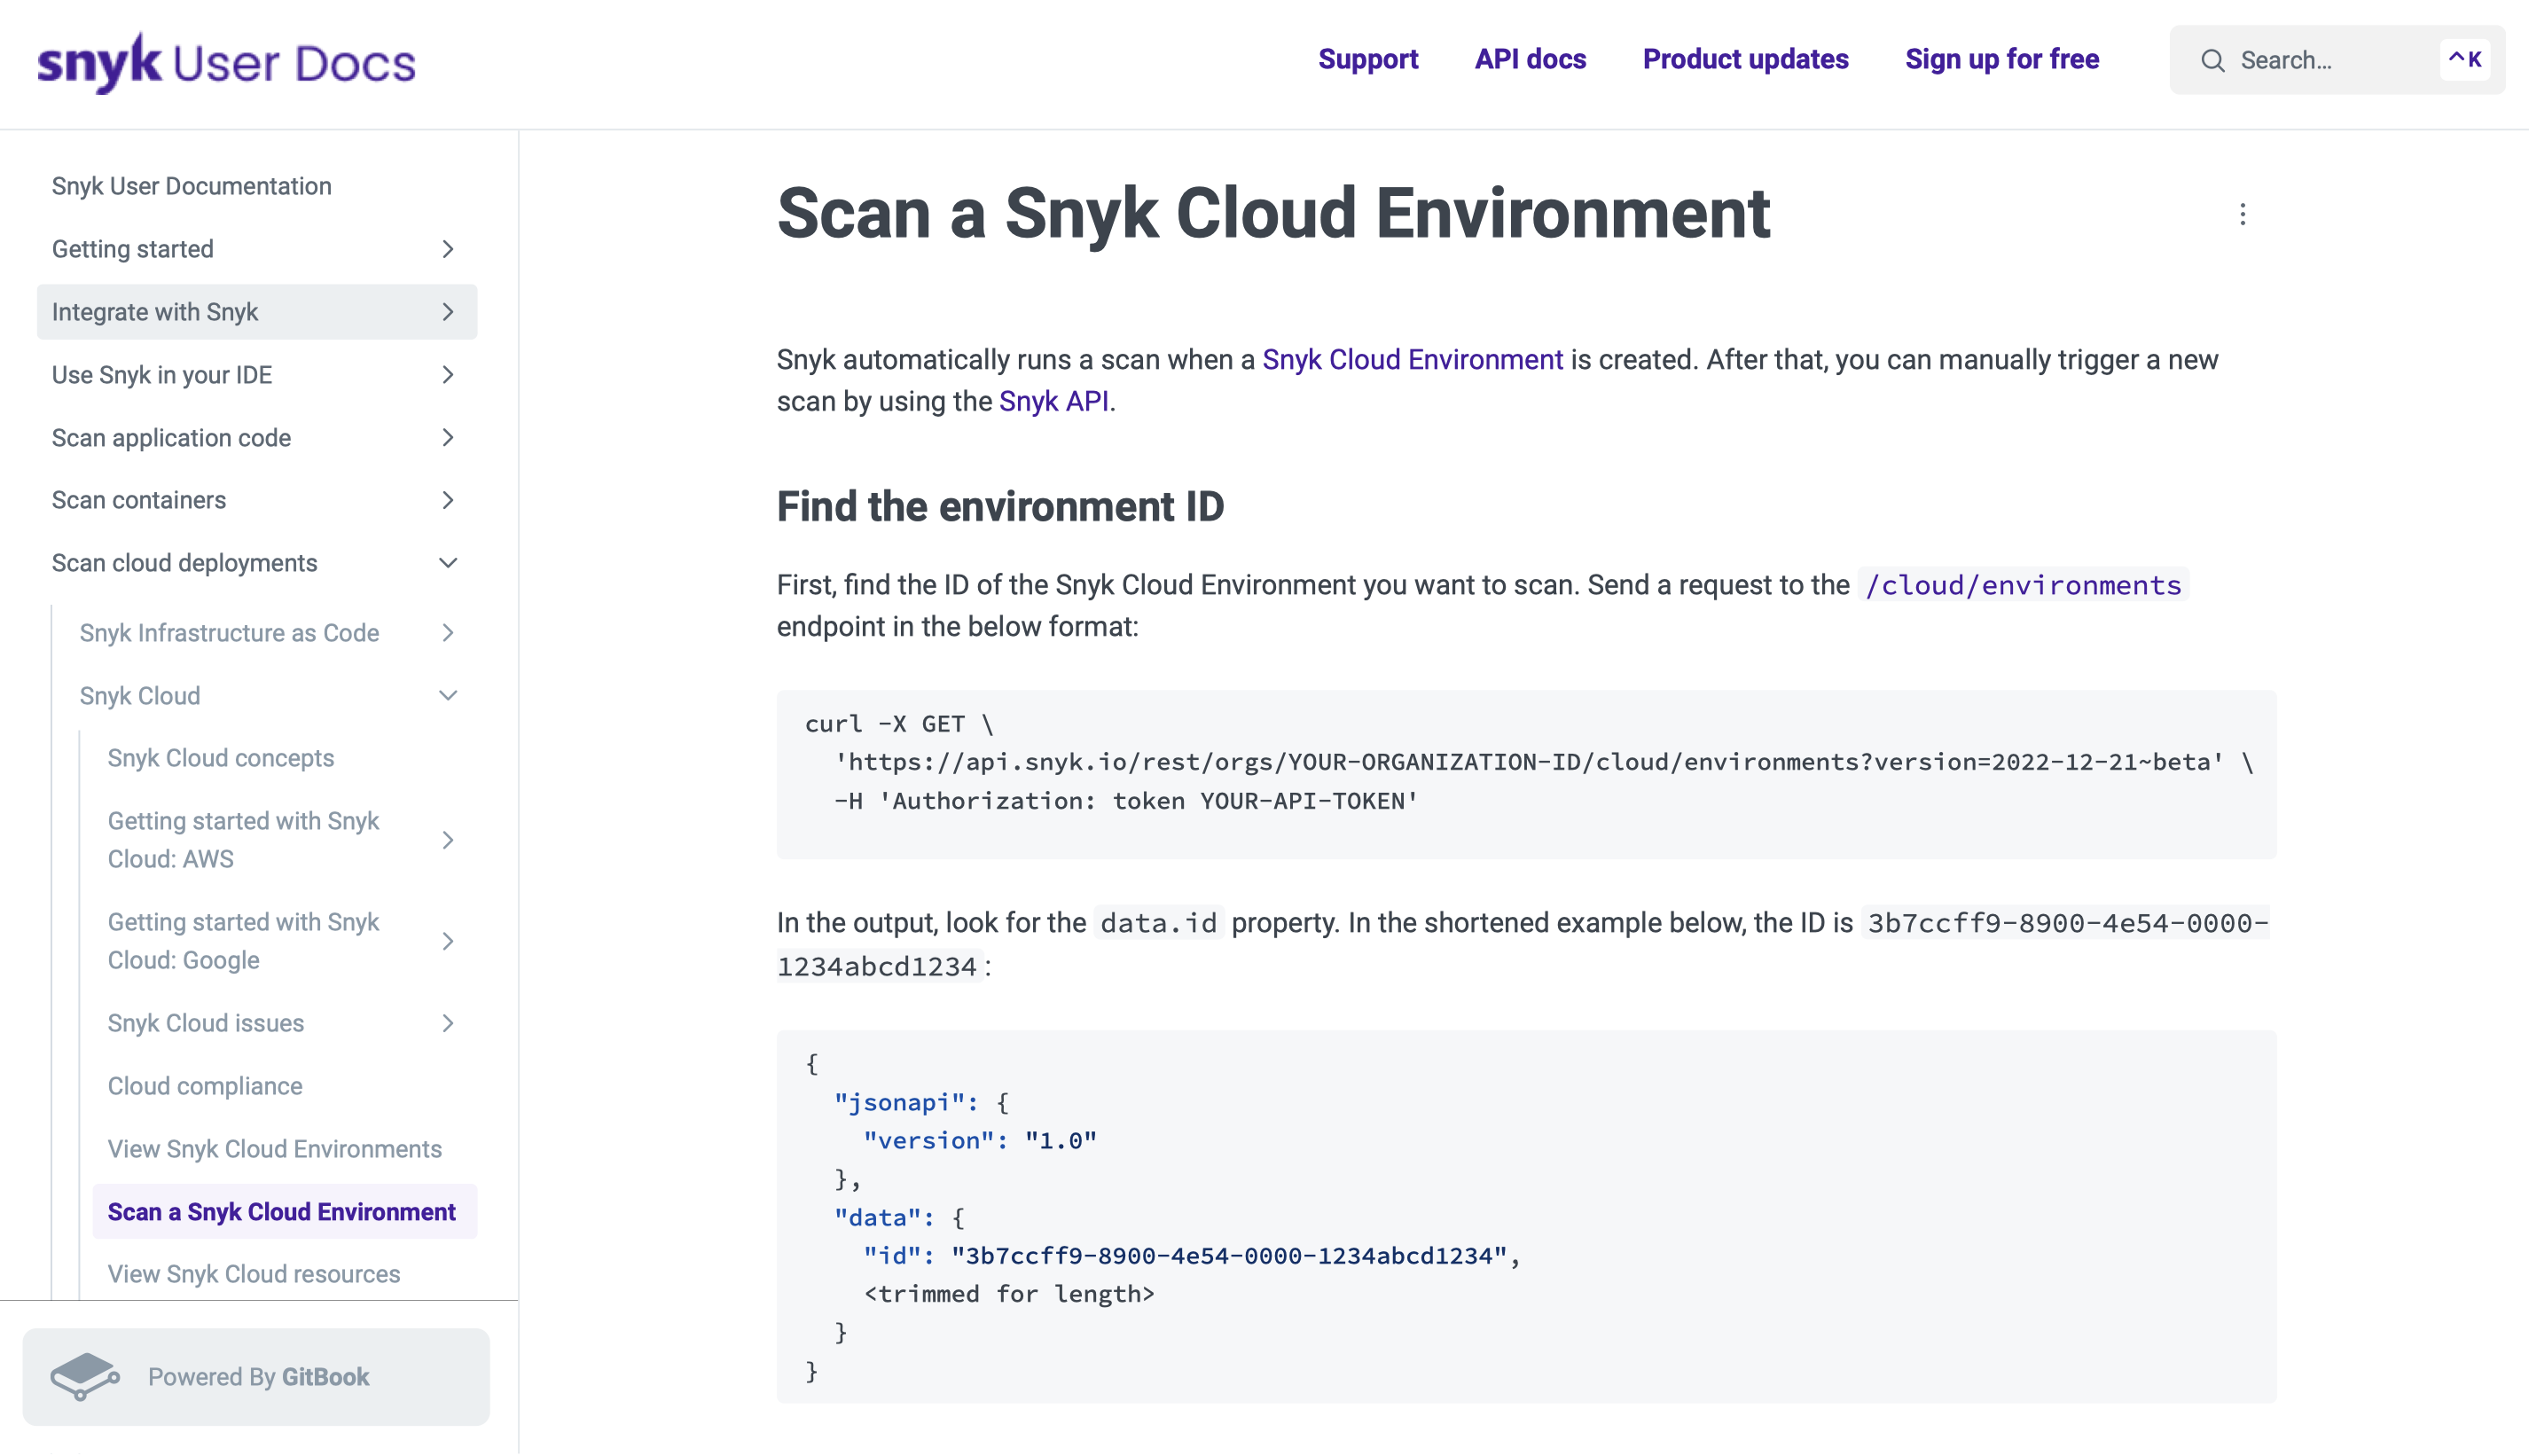 snyk User Docs
Support
API docs
Product updates
Sign up for free
Search...
^K
Snyk User Documentation
Getting started
Integrate with Snyk
Use Snyk in your IDE
Scan application code
Scan containers
Scan cloud deployments
Snyk Infrastructure as Code
Snyk Cloud
Snyk Cloud concepts
Getting started with Snyk
Cloud: AWS
Getting started with Snyk
Cloud: Google
Snyk Cloud issues
Cloud compliance
View Snyk Cloud Environments
Scan a Snyk Cloud Environment
View Snyk Cloud resources
Powered By GitBook
Scan a Snyk Cloud Environment
Snyk automatically runs a scan when a Snyk Cloud Environment is created. After that, you can manually trigger a new
scan by using the Snyk API.
Find the environment ID
First, find the ID of the Snyk Cloud Environment you want to scan. Send a request to the /cloud/environments
endpoint in the below format:
curl -X GET \
  'https://api.snyk.io/rest/orgs/YOUR-ORGANIZATION-ID/cloud/environments?version=2022-12-21~beta' \
  -H 'Authorization: token YOUR-API-TOKEN'
In the output, look for the data.id property. In the shortened example below, the ID is 3b7ccff9-8900-4e54-0000-
1234abcd1234:
{
  "jsonapi": {
    "version": "1.0"
  },
  "data": {
    "id": "3b7ccff9-8900-4e54-0000-1234abcd1234",
    <trimmed for length>
  }
}